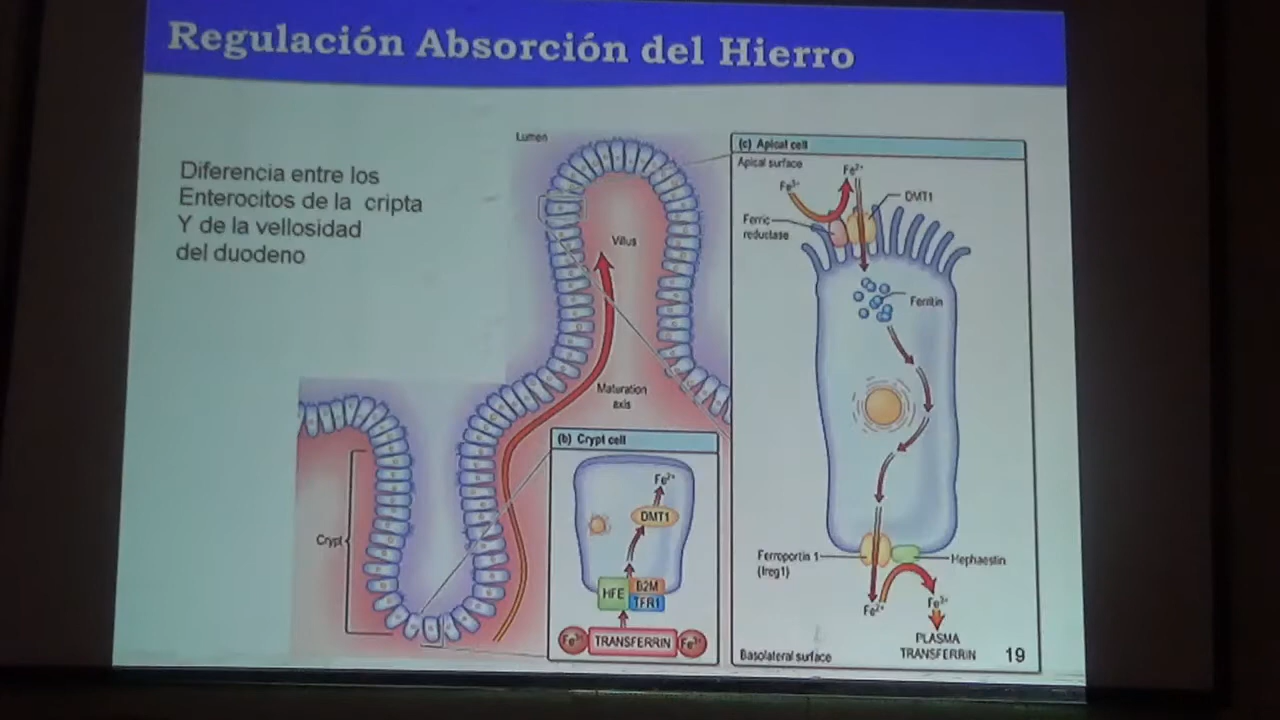 Regulación Absorción del Hierro
Diferencia entre los
Enterocitos de la cripta
Y de la vellosidad
del duodeno
Lumen
Villus
Maturation
axis
Crypt
(b) Crypt cell
Fe²⁺
DMT1
HFE
B2M
TFR1
Fe³⁺
TRANSFERRIN
Fe³⁺
(c) Apical cell
Apical surface
Fe³⁺
Fe²⁺
DMT1
Ferric
reductase
Ferritin
Ferroportin 1
(Ireg1)
Hephaestin
Fe²⁺
Fe³⁺
PLASMA
TRANSFERRIN
Basolateral surface
19